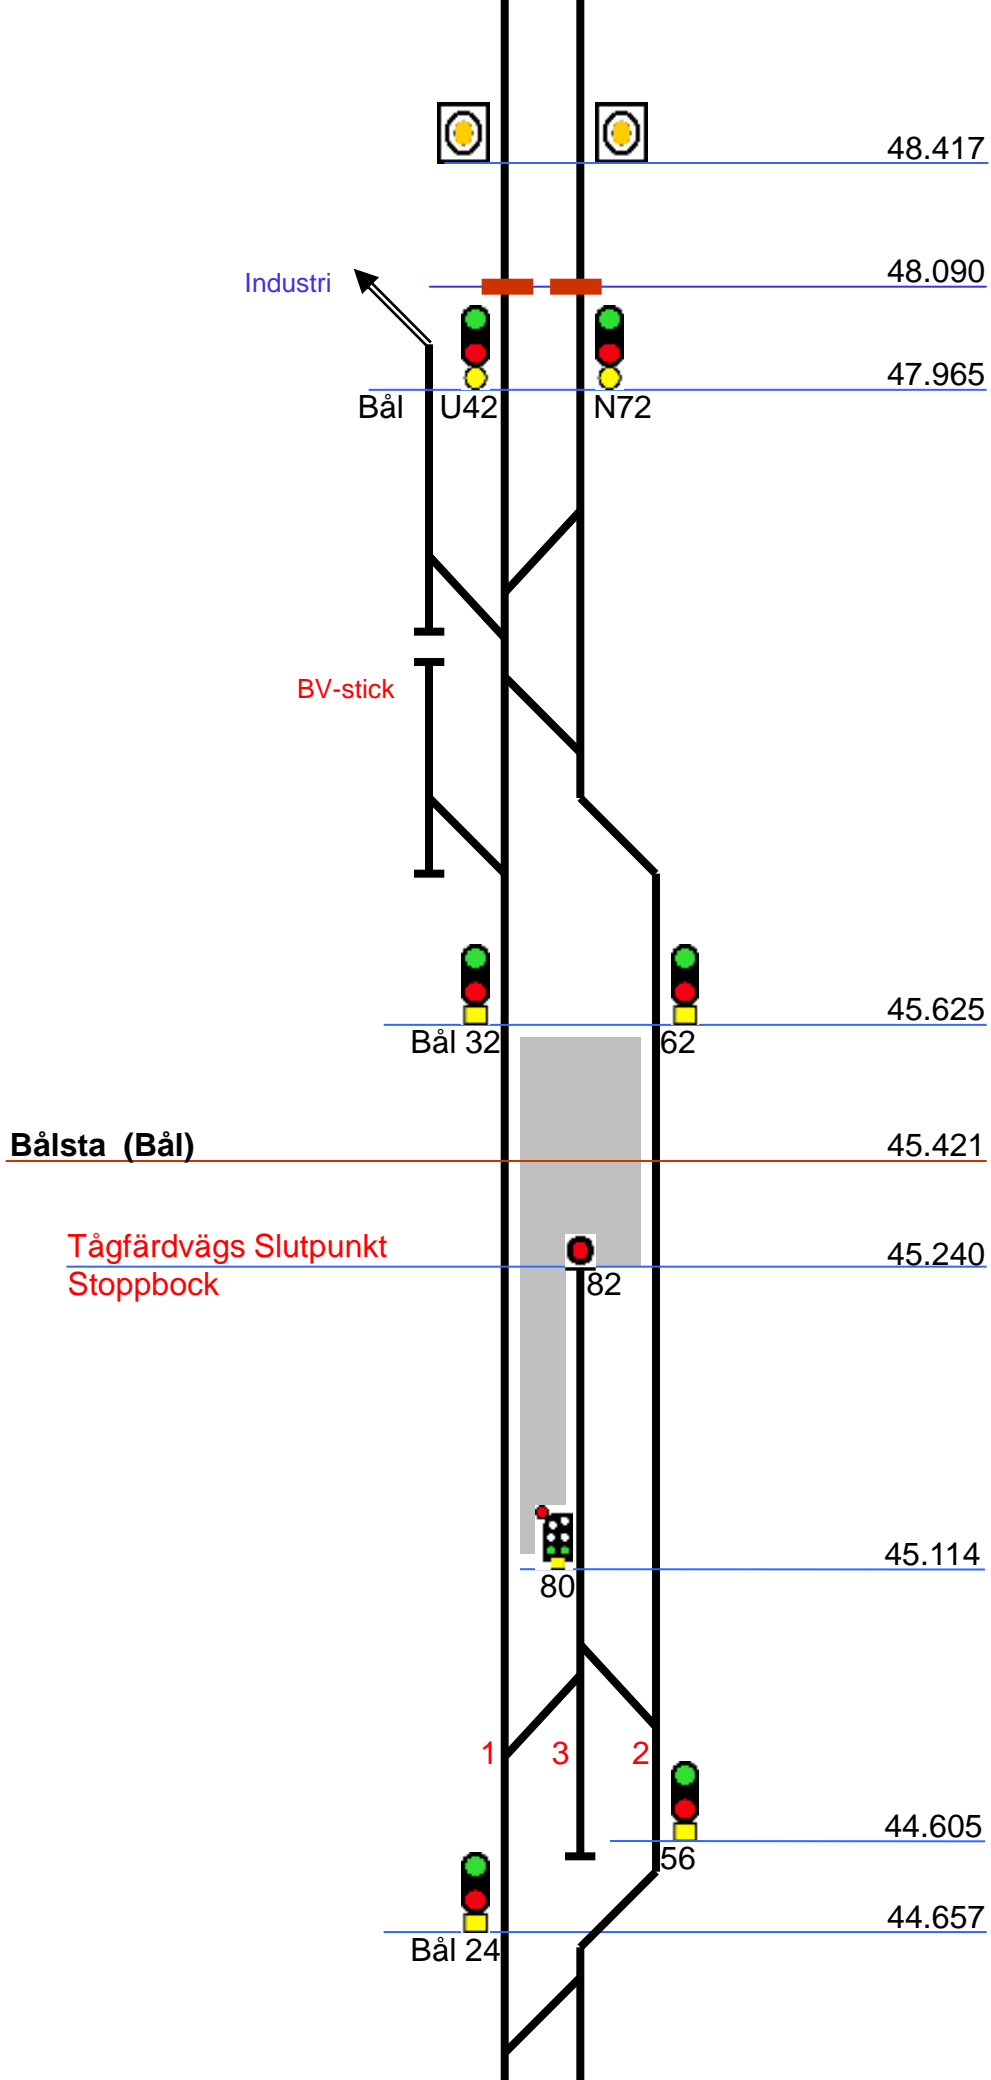 48.417
Industri
48.090
47.965
Bål U42 N72
BV-stick
45.625
Bål 32 62
Bålsta (Bål) 45.421
Tågfärdvägs Slutpunkt 45.240
Stoppbock 82
45.114
80
1 3 2
44.605
56
44.657
Bål 24